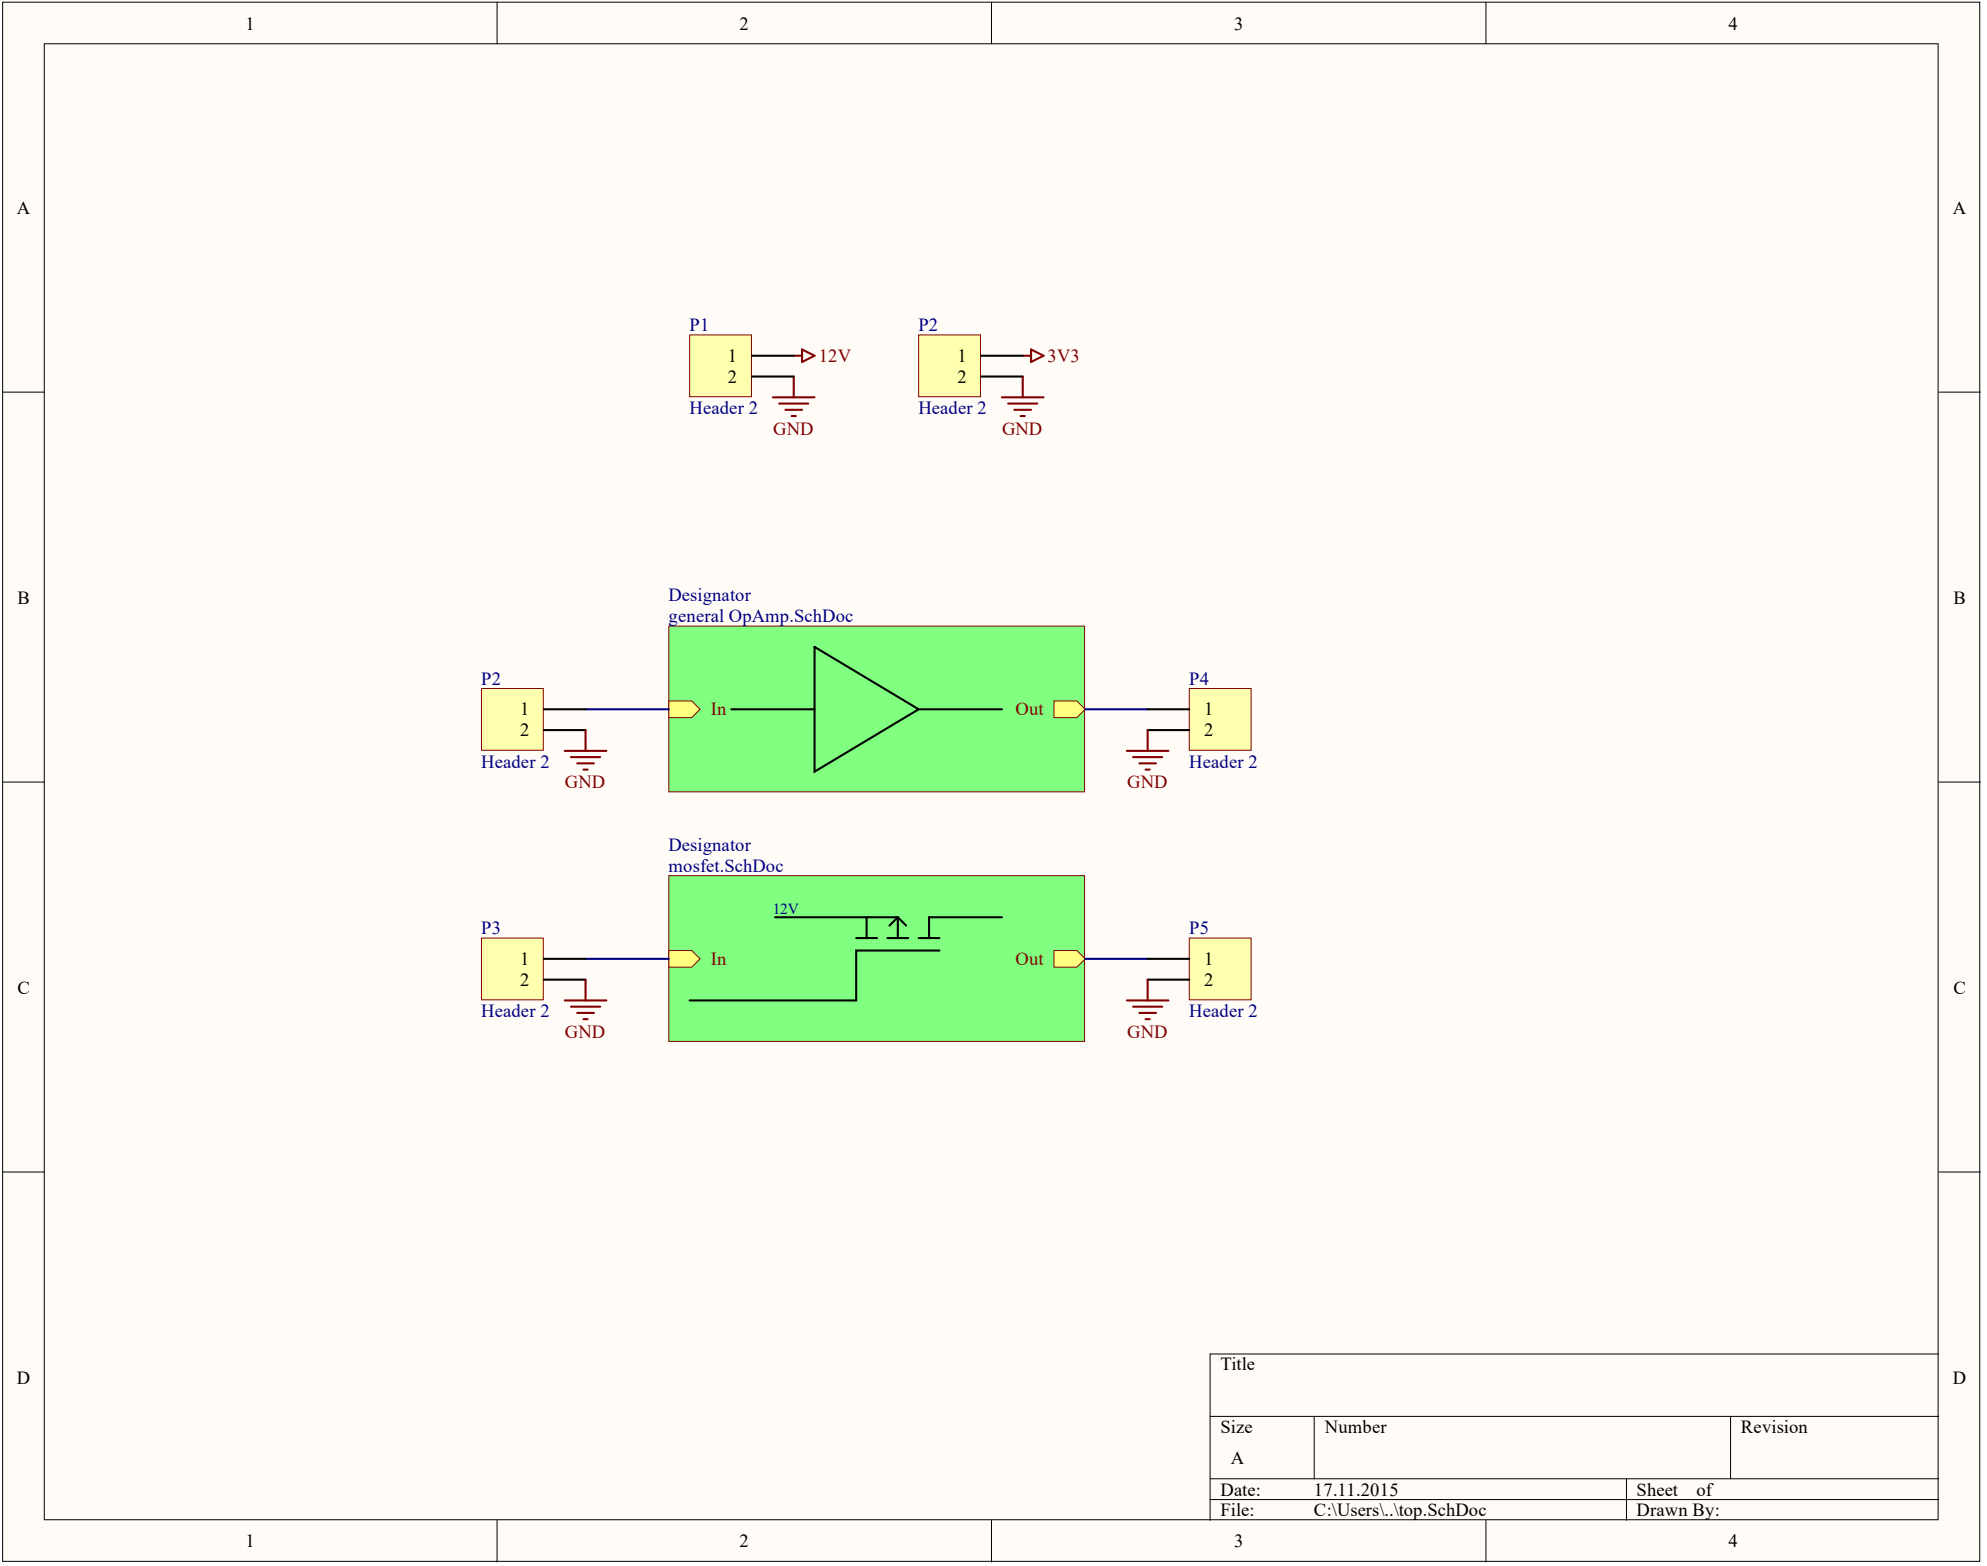 1 2 3 4
A A
P1 P2
1 12V 1 3V3
2 2
Header 2 Header 2
GND GND
B B
Designator
general OpAmp.SchDoc
P2 P4
1 In Out 1
2 2
Header 2 Header 2
GND GND
Designator
mosfet.SchDoc
12V
P3 P5
1 In Out 1
2 2
C C
Header 2 Header 2
GND GND
Title
D D
Size Number Revision
A
Date: 17.11.2015 Sheet of
File: C:\Users\..\top.SchDoc Drawn By:
1 2 3 4